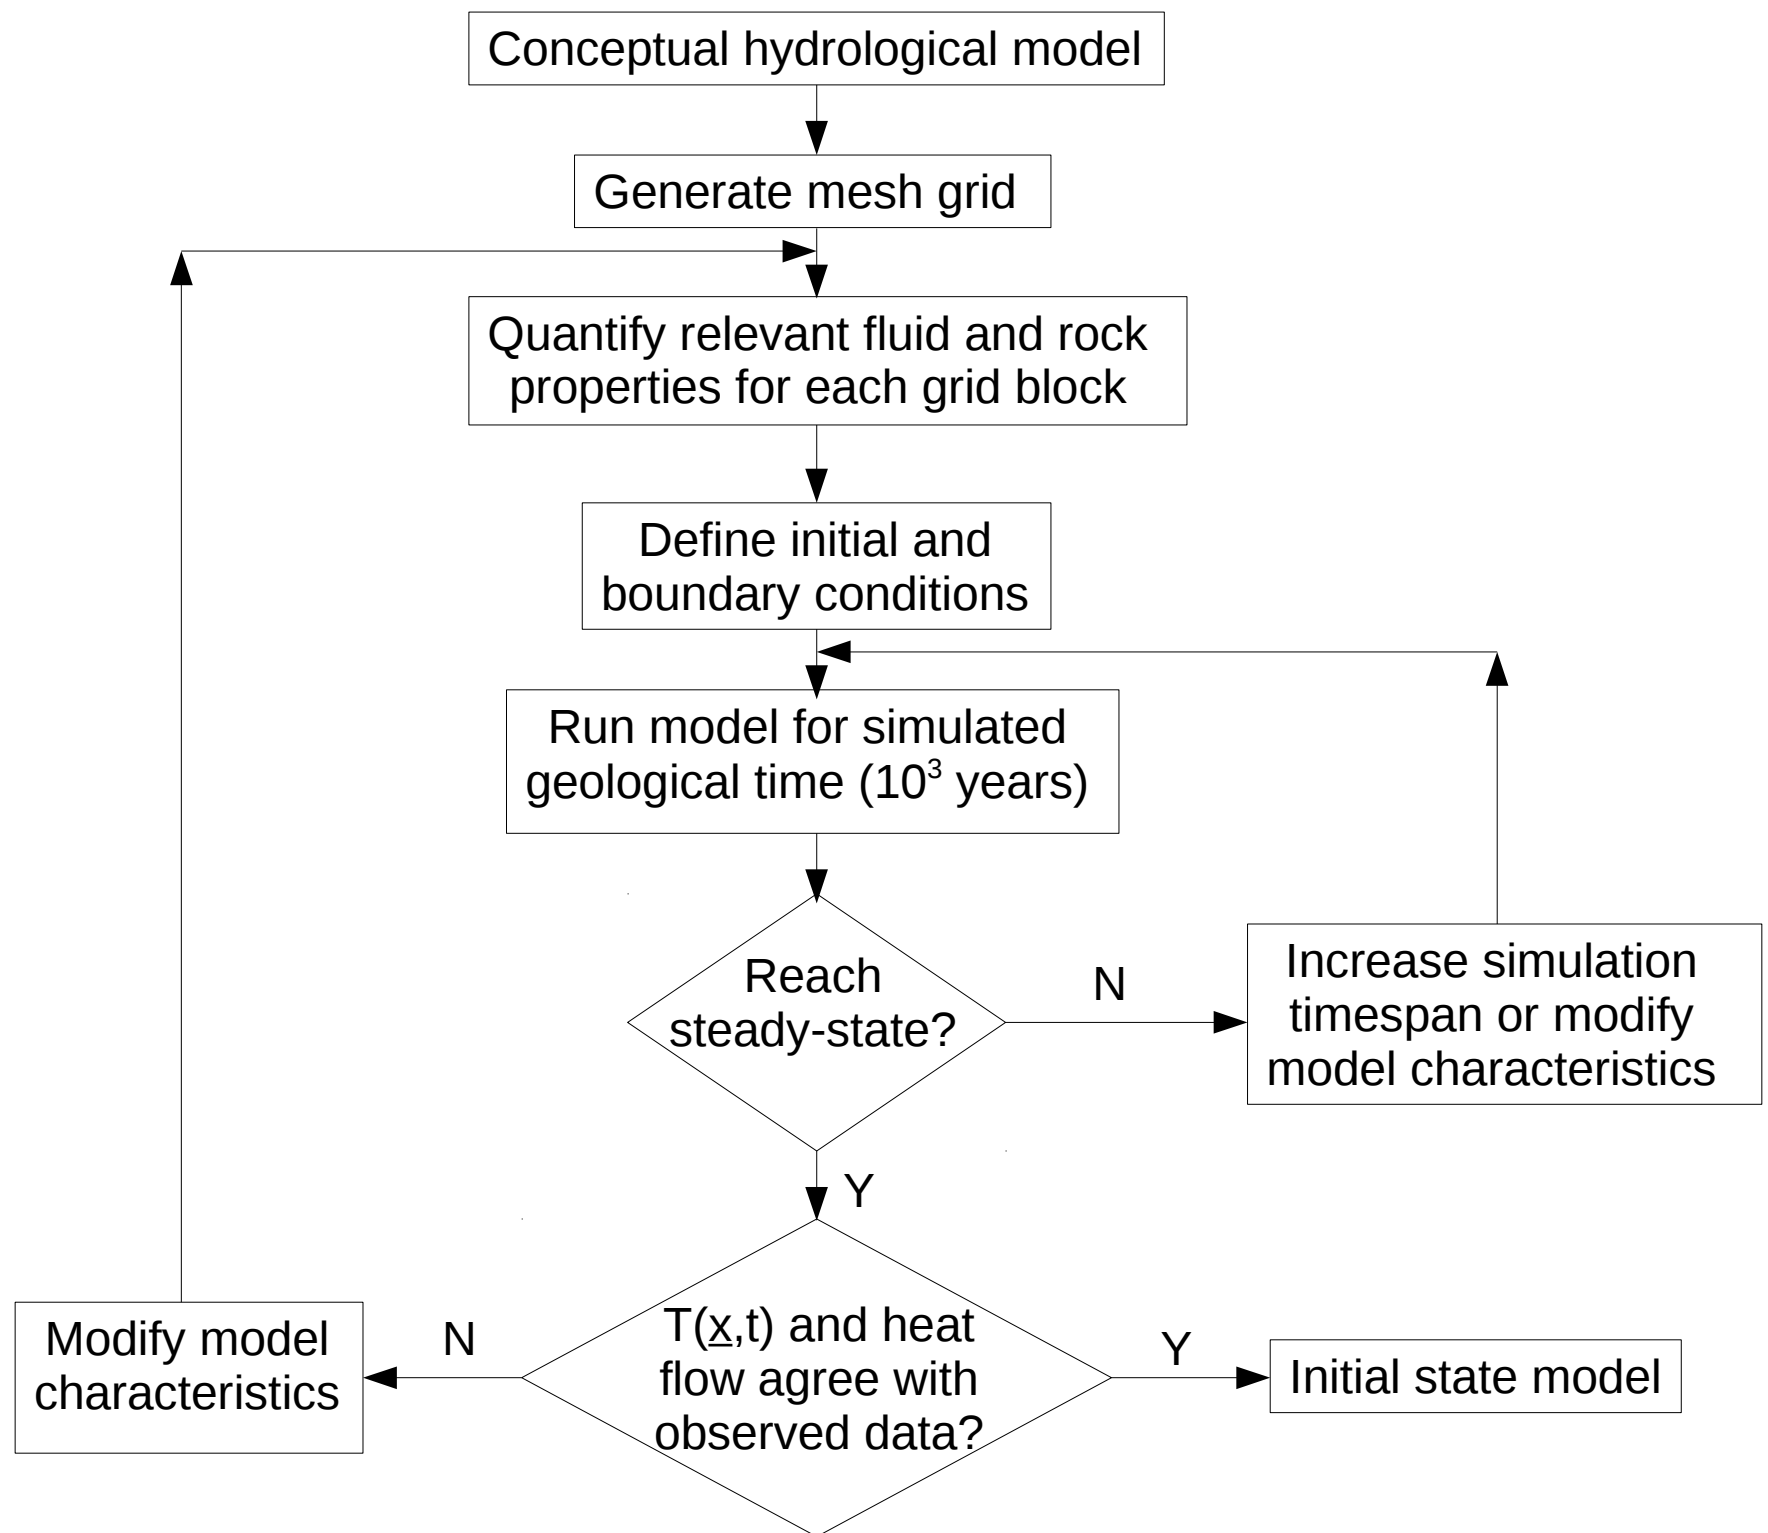 Conceptual hydrological model
Generate mesh grid
Quantify relevant fluid and rock
properties for each grid block
Define initial and
boundary conditions
Run model for simulated
geological time (10³ years)
Reach
steady-state?
N
Increase simulation
timespan or modify
model characteristics
Y
T(x,t) and heat
flow agree with
observed data?
N
Modify model
characteristics
Y
Initial state model